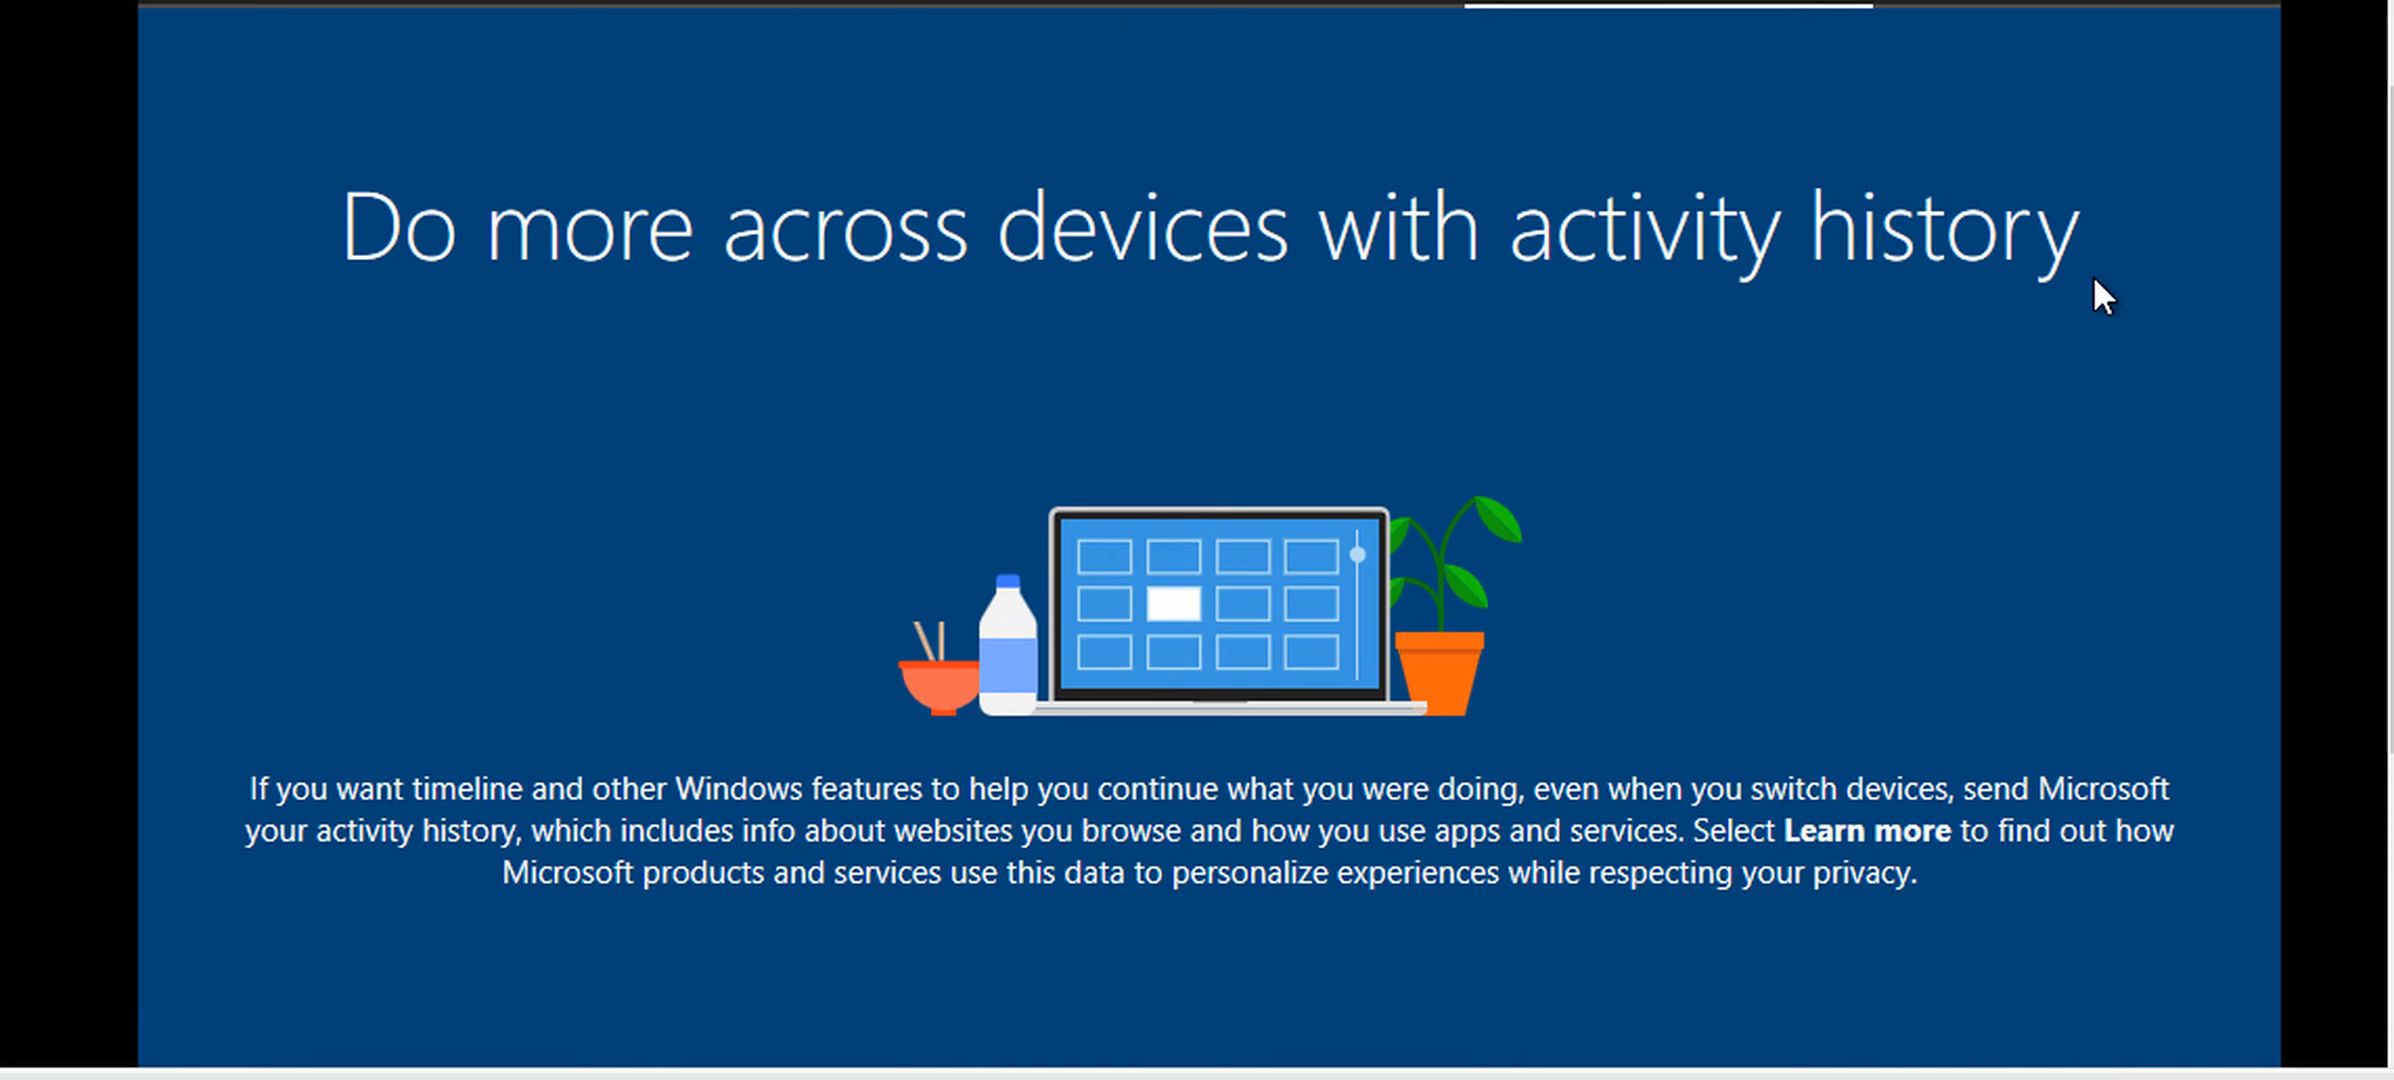 Do more across devices with activity history
If you want timeline and other Windows features to help you continue what you were doing, even when you switch devices, send Microsoft
your activity history, which includes info about websites you browse and how you use apps and services. Select Learn more to find out how
Microsoft products and services use this data to personalize experiences while respecting your privacy.